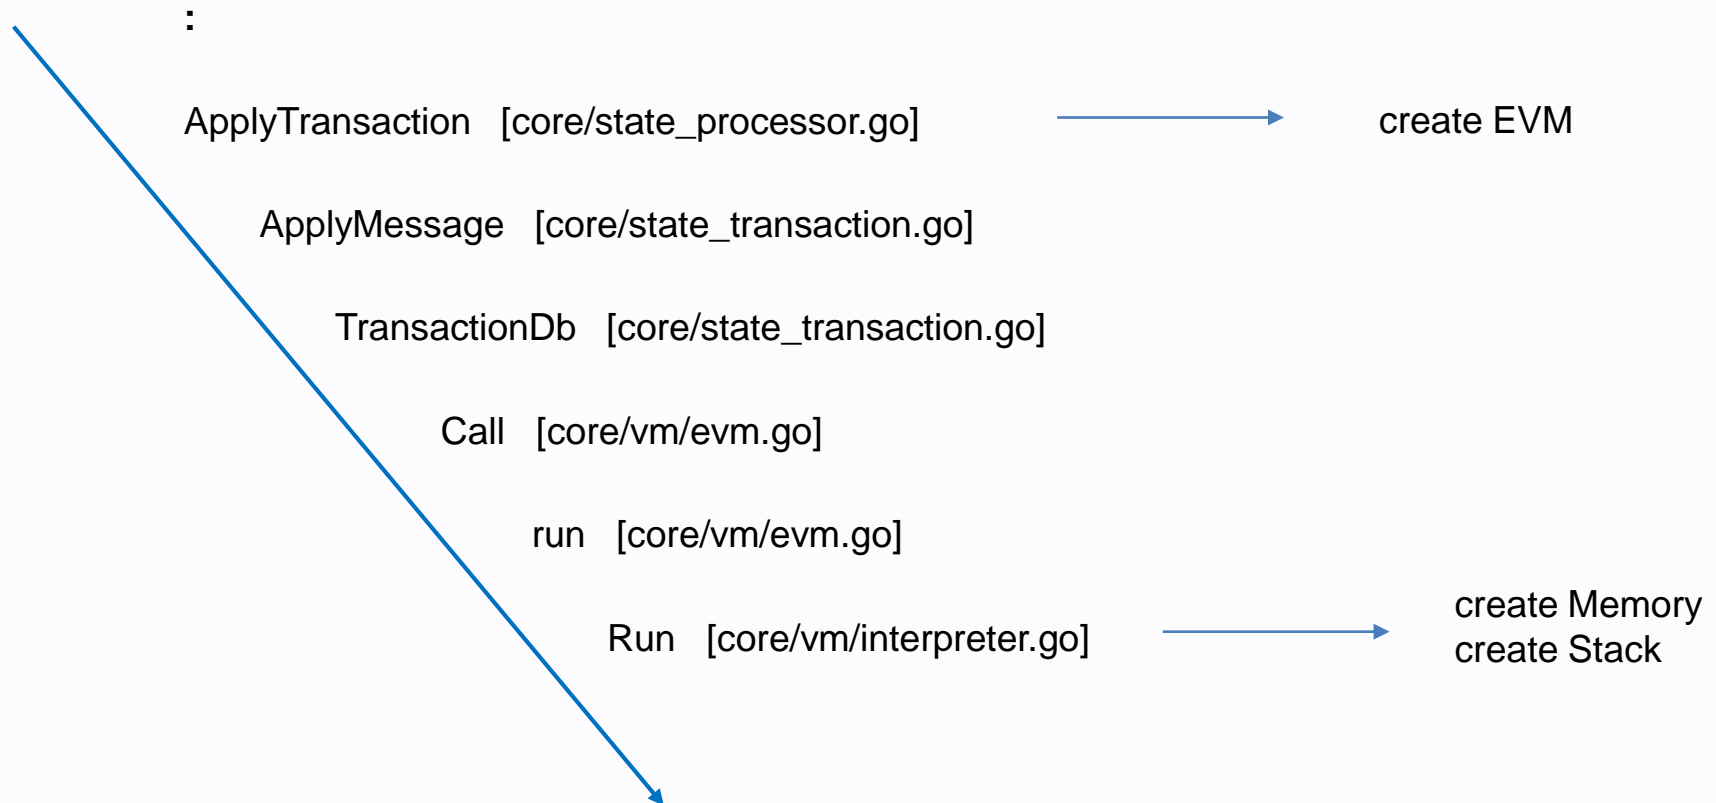 :
ApplyTransaction [core/state_processor.go] create EVM
ApplyMessage [core/state_transaction.go]
TransactionDb [core/state_transaction.go]
Call [core/vm/evm.go]
run [core/vm/evm.go]
Run [core/vm/interpreter.go]
create Memory
create Stack